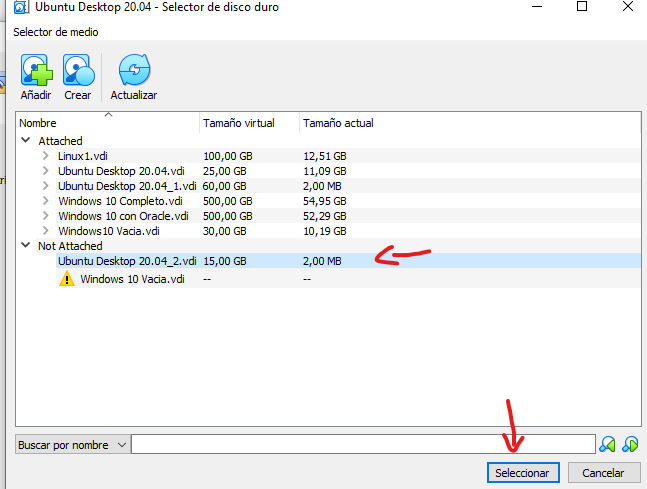 Ubuntu Desktop 20.04 - Selector de disco duro
Selector de medio
Añadir Crear Actualizar
Nombre Tamaño virtual Tamaño actual
Attached
Linux1.vdi 100,00 GB 12,51 GB
Ubuntu Desktop 20.04.vdi 25,00 GB 11,09 GB
Ubuntu Desktop 20.04_1.vdi 60,00 GB 2,00 MB
Windows 10 Completo.vdi 500,00 GB 54,95 GB
Windows 10 con Oracle.vdi 500,00 GB 52,29 GB
Windows10 Vacia.vdi 30,00 GB 10,19 GB
Not Attached
Ubuntu Desktop 20.04_2.vdi 15,00 GB 2,00 MB
Windows 10 Vacia.vdi -- --
Buscar por nombre
Seleccionar Cancelar